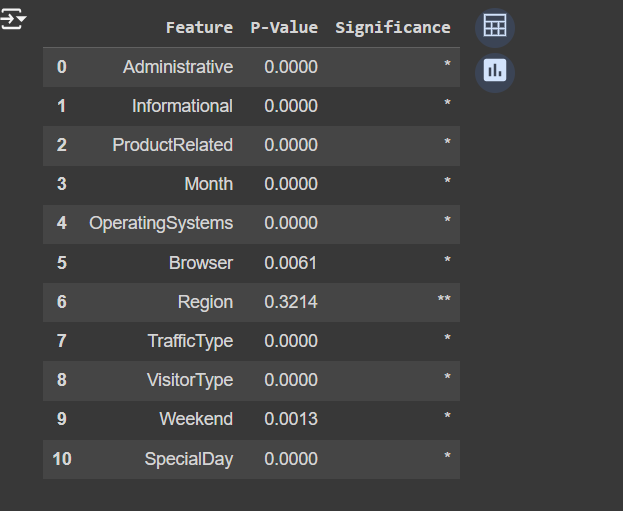 Feature P-Value Significance
0 Administrative 0.0000 *
1 Informational 0.0000 *
2 ProductRelated 0.0000 *
3 Month 0.0000 *
4 OperatingSystems 0.0000 *
5 Browser 0.0061 *
6 Region 0.3214 **
7 TrafficType 0.0000 *
8 VisitorType 0.0000 *
9 Weekend 0.0013 *
10 SpecialDay 0.0000 *